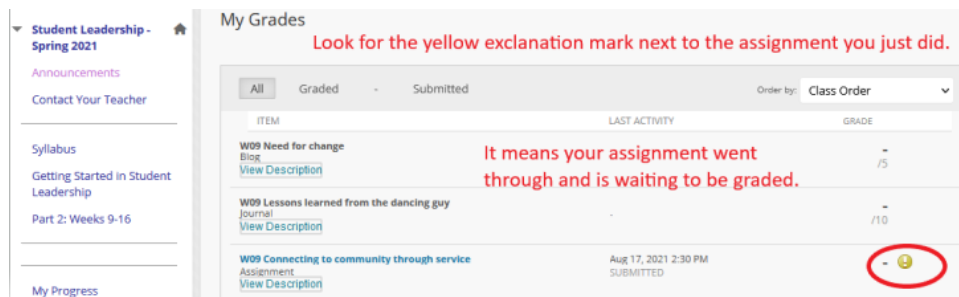 Student Leadership -
Spring 2021
Announcements
Contact Your Teacher
Syllabus
Getting Started in Student
Leadership
Part 2: Weeks 9-16
My Progress
My Grades
Look for the yellow exclanation mark next to the assignment you just did.
All Graded - Submitted Order by: Class Order
ITEM LAST ACTIVITY GRADE
W09 Need for change
Blog
View Description
-
/5
It means your assignment went
through and is waiting to be graded.
W09 Lessons learned from the dancing guy
Journal
View Description
-
/10
W09 Connecting to community through service
Assignment
View Description
Aug 17, 2021 2:30 PM
SUBMITTED
- !